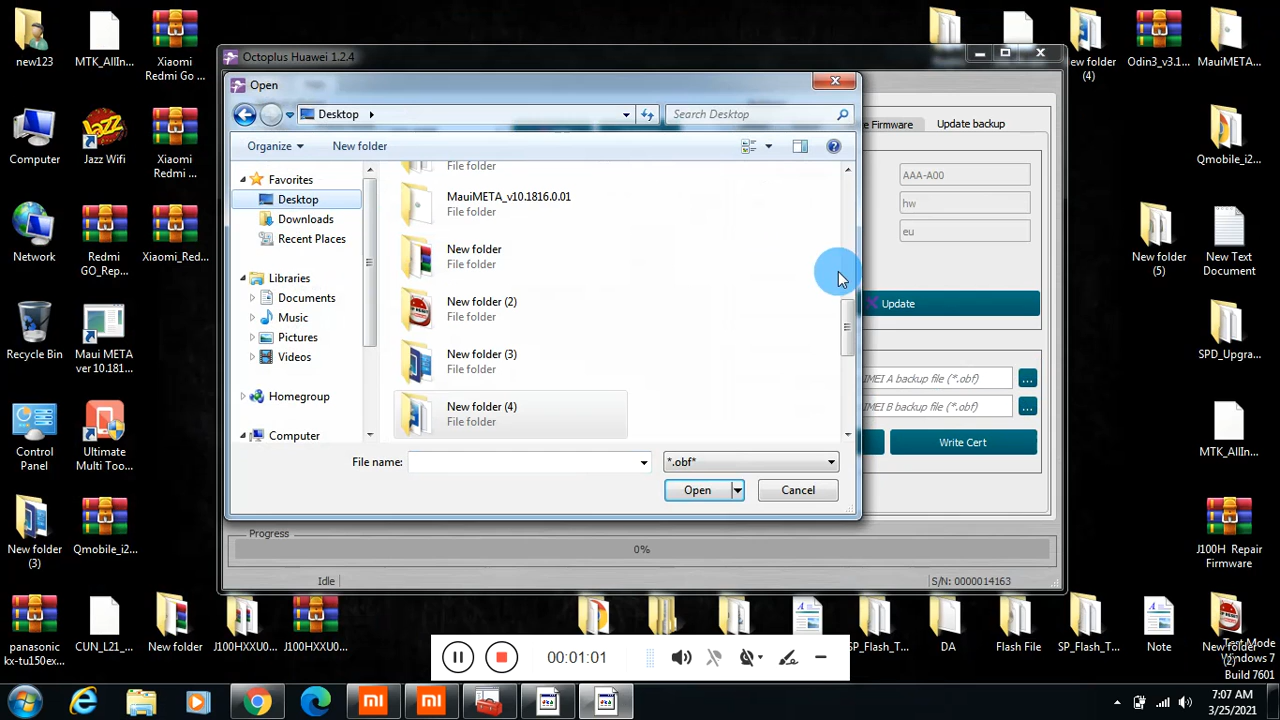 new123
MTK_AllIn...
Xiaomi
Redmi Go ...
Computer
Jazz Wifi
Xiaomi
Redmi ...
Network
Redmi
GO_Rep...
Xiaomi_Red...
Recycle Bin
Maui META
ver 10.181...
Control
Panel
Ultimate
Multi Too...
New folder
(3)
Qmobile_i2...
panasonic
kx-tu150ex...
CUN_L21_...
New folder
J100HXXU0...
J100HXXU0...
Octoplus Huawei 1.2.4
Open
Desktop
Search Desktop
Organize
New folder
Favorites
Desktop
Downloads
Recent Places
Libraries
Documents
Music
Pictures
Videos
Homegroup
Computer
File folder
MauiMETA_v10.1816.0.01
File folder
New folder
File folder
New folder (2)
File folder
New folder (3)
File folder
New folder (4)
File folder
File name:
*.obf*
Open
Cancel
e Firmware
Update backup
AAA-A00
hw
eu
Update
IMEI A backup file (*.obf)
...
IMEI B backup file (*.obf)
...
Write Cert
Progress
0%
Idle
S/N: 0000014163
ew folder
(4)
Odin3_v3.1...
MauiMETA...
Qmobile_i2...
New folder
(5)
New Text
Document
SPD_Upgra...
MTK_AllIn...
J100H Repair
Firmware
SP_Flash_T...
DA
Flash File
SP_Flash_T...
Note
New folder
(2)
00:01:01
Test Mode
Windows 7
Build 7601
7:07 AM
3/25/2021